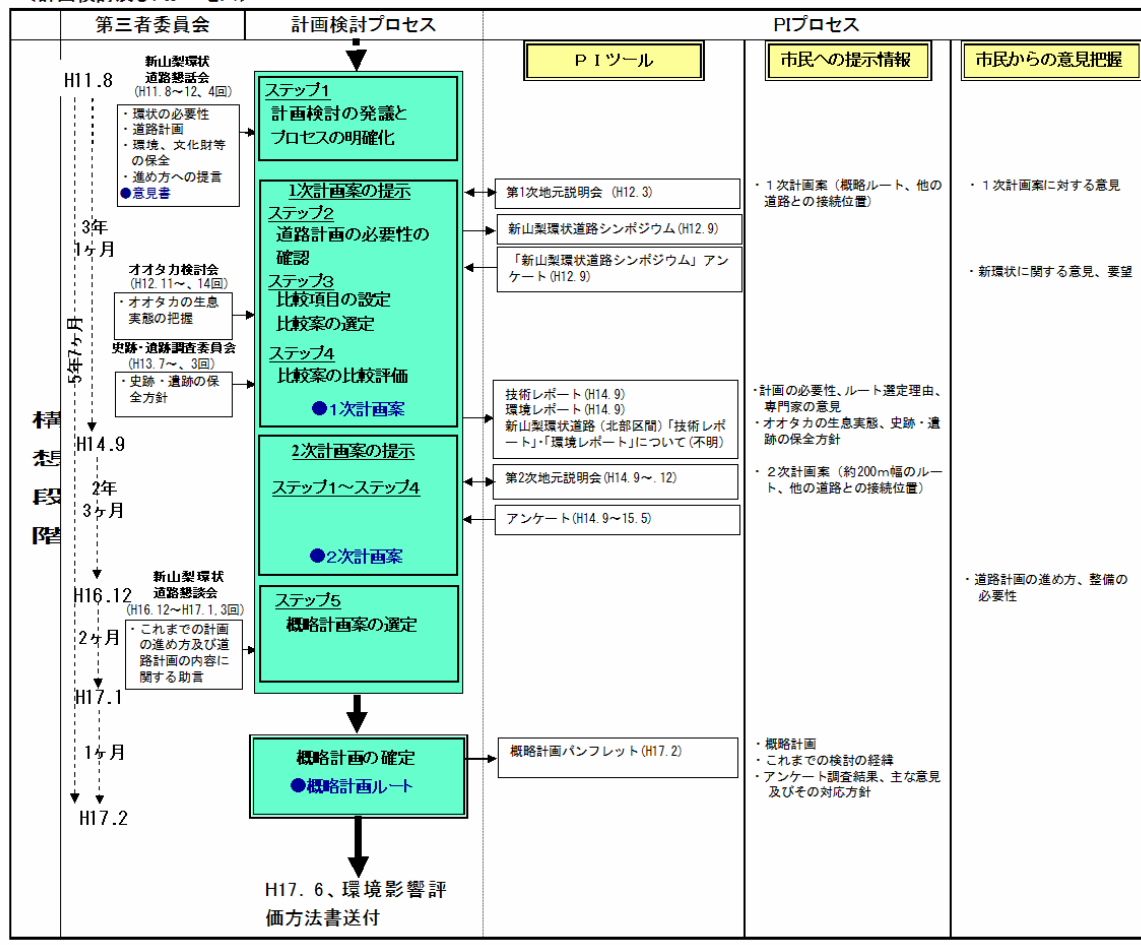 第三者委員会
計画検討プロセス
PIプロセス
ＰＩツール
市民への提示情報
市民からの意見把握
構想段階
5年7ヶ月
H11.8
3年
1ヶ月
H14.9
2年
3ヶ月
H16.12
2ヶ月
H17.1
1ヶ月
H17.2
新山梨環状
道路懇話会
(H11.8～12、4回)
・環状の必要性
・道路計画
・環境、文化財等
の保全
・進め方への提言
●意見書
オオタカ検討会
(H12.11～、14回)
・オオタカの生息
実態の把握
史跡・遺跡調査委員会
(H13.7～、3回)
・史跡・遺跡の保
全方針
新山梨環状
道路懇談会
(H16.12～H17.1,3回)
・これまでの計画
の進め方及び道
路計画の内容に
関する助言
ステップ1
計画検討の発議と
プロセスの明確化
1次計画案の提示
ステップ2
道路計画の必要性の
確認
ステップ3
比較項目の設定
比較案の選定
ステップ4
比較案の比較評価
●1次計画案
2次計画案の提示
ステップ1～ステップ4
●2次計画案
ステップ5
概略計画案の選定
概略計画の確定
●概略計画ルート
H17．6、環境影響評
価方法書送付
第1次地元説明会(H12.3)
新山梨環状道路シンポジウム(H12.9)
「新山梨環状道路シンポジウム」アン
ケート(H12.9)
技術レポート(H14.9)
環境レポート(H14.9)
新山梨環状道路(北部区間)「技術レポ
ート」・「環境レポート」について(不明)
第2次地元説明会(H14.9～.12)
アンケート(H14.9～15.5)
概略計画パンフレット(H17.2)
・１次計画案（概略ルート、他の
道路との接続位置）
・計画の必要性、ルート選定理由、
専門家の意見
・オオタカの生息実態、史跡・遺
跡の保全方針
・２次計画案（約200m幅のルー
ト、他の道路との接続位置）
・概略計画
・これまでの検討の経緯
・アンケート調査結果、主な意見
及びその対応方針
・１次計画案に対する意見
・新環状に関する意見、要望
・道路計画の進め方、整備の
必要性